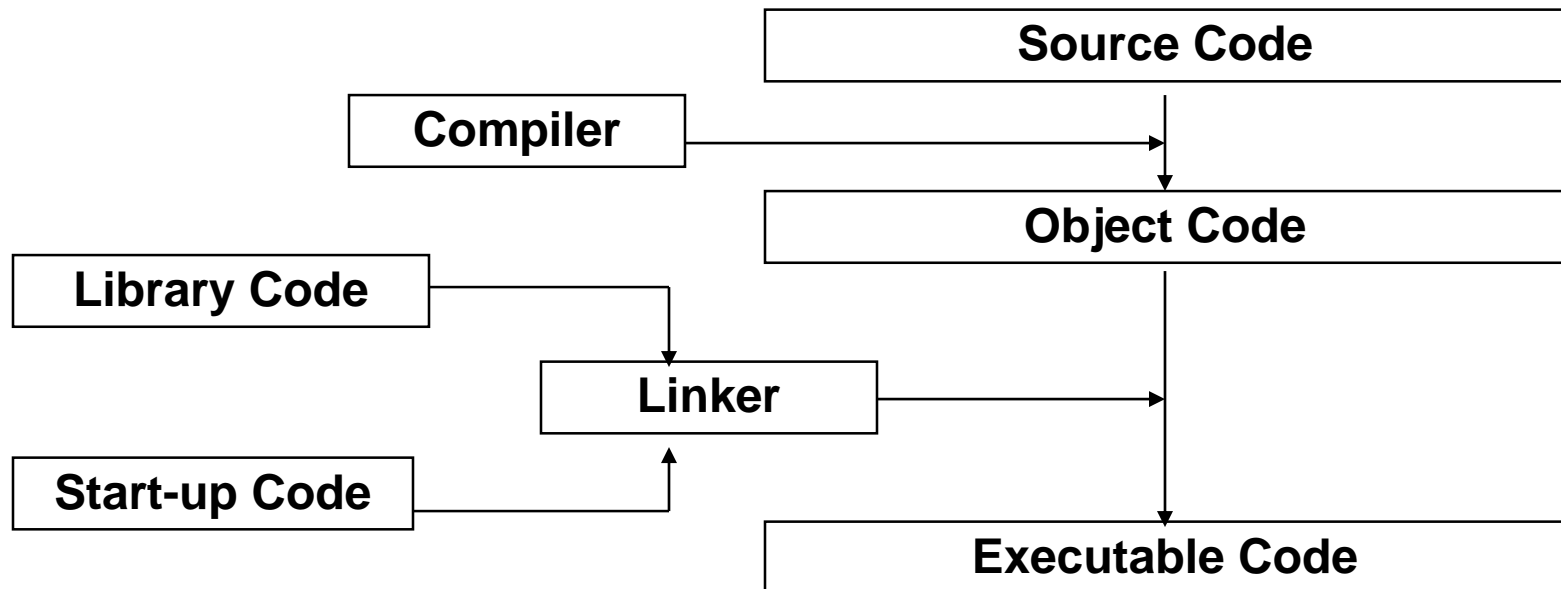 Source Code
Compiler
Object Code
Library Code
Linker
Start-up Code
Executable Code